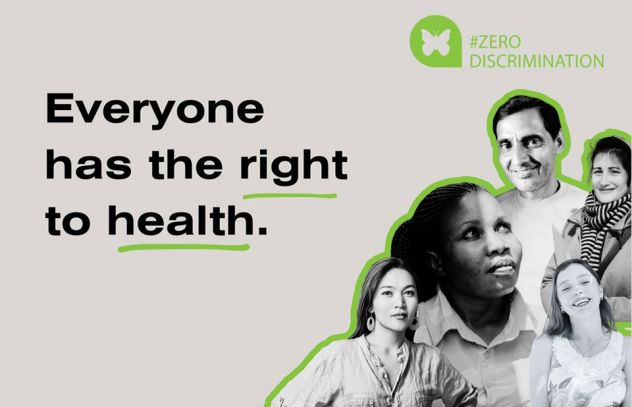 #ZERO
DISCRIMINATION
Everyone
has the right
to health.